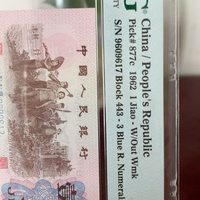 China / People's Republic
Pick# 877c 1962 1 Jiao - W/Out Wmk
S/N 9609617 Block 443 - 3 Blue R. Numeral
中国人民银行